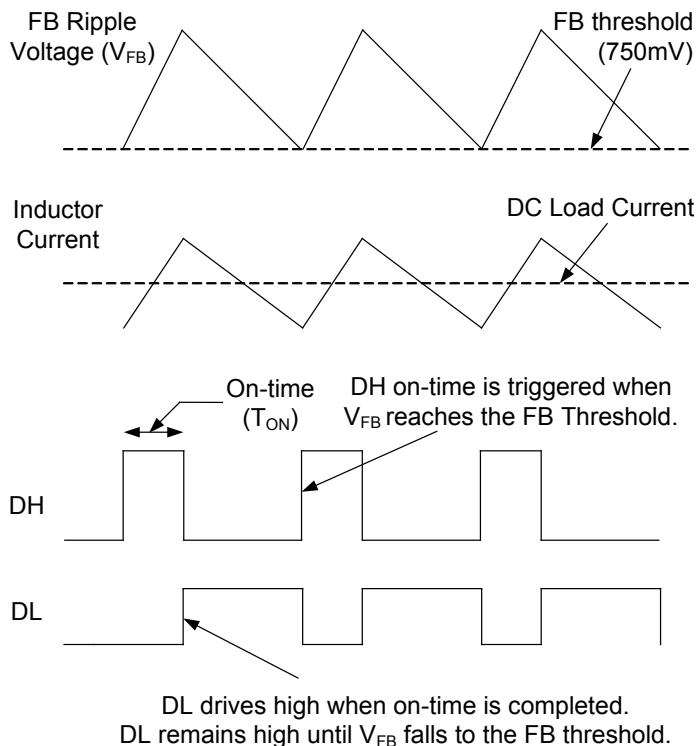 FB Ripple
Voltage (VFB)
FB threshold
(750mV)
Inductor
Current
DC Load Current
On-time
(TON)
DH on-time is triggered when
VFB reaches the FB Threshold.
DH
DL
DL drives high when on-time is completed.
DL remains high until VFB falls to the FB threshold.